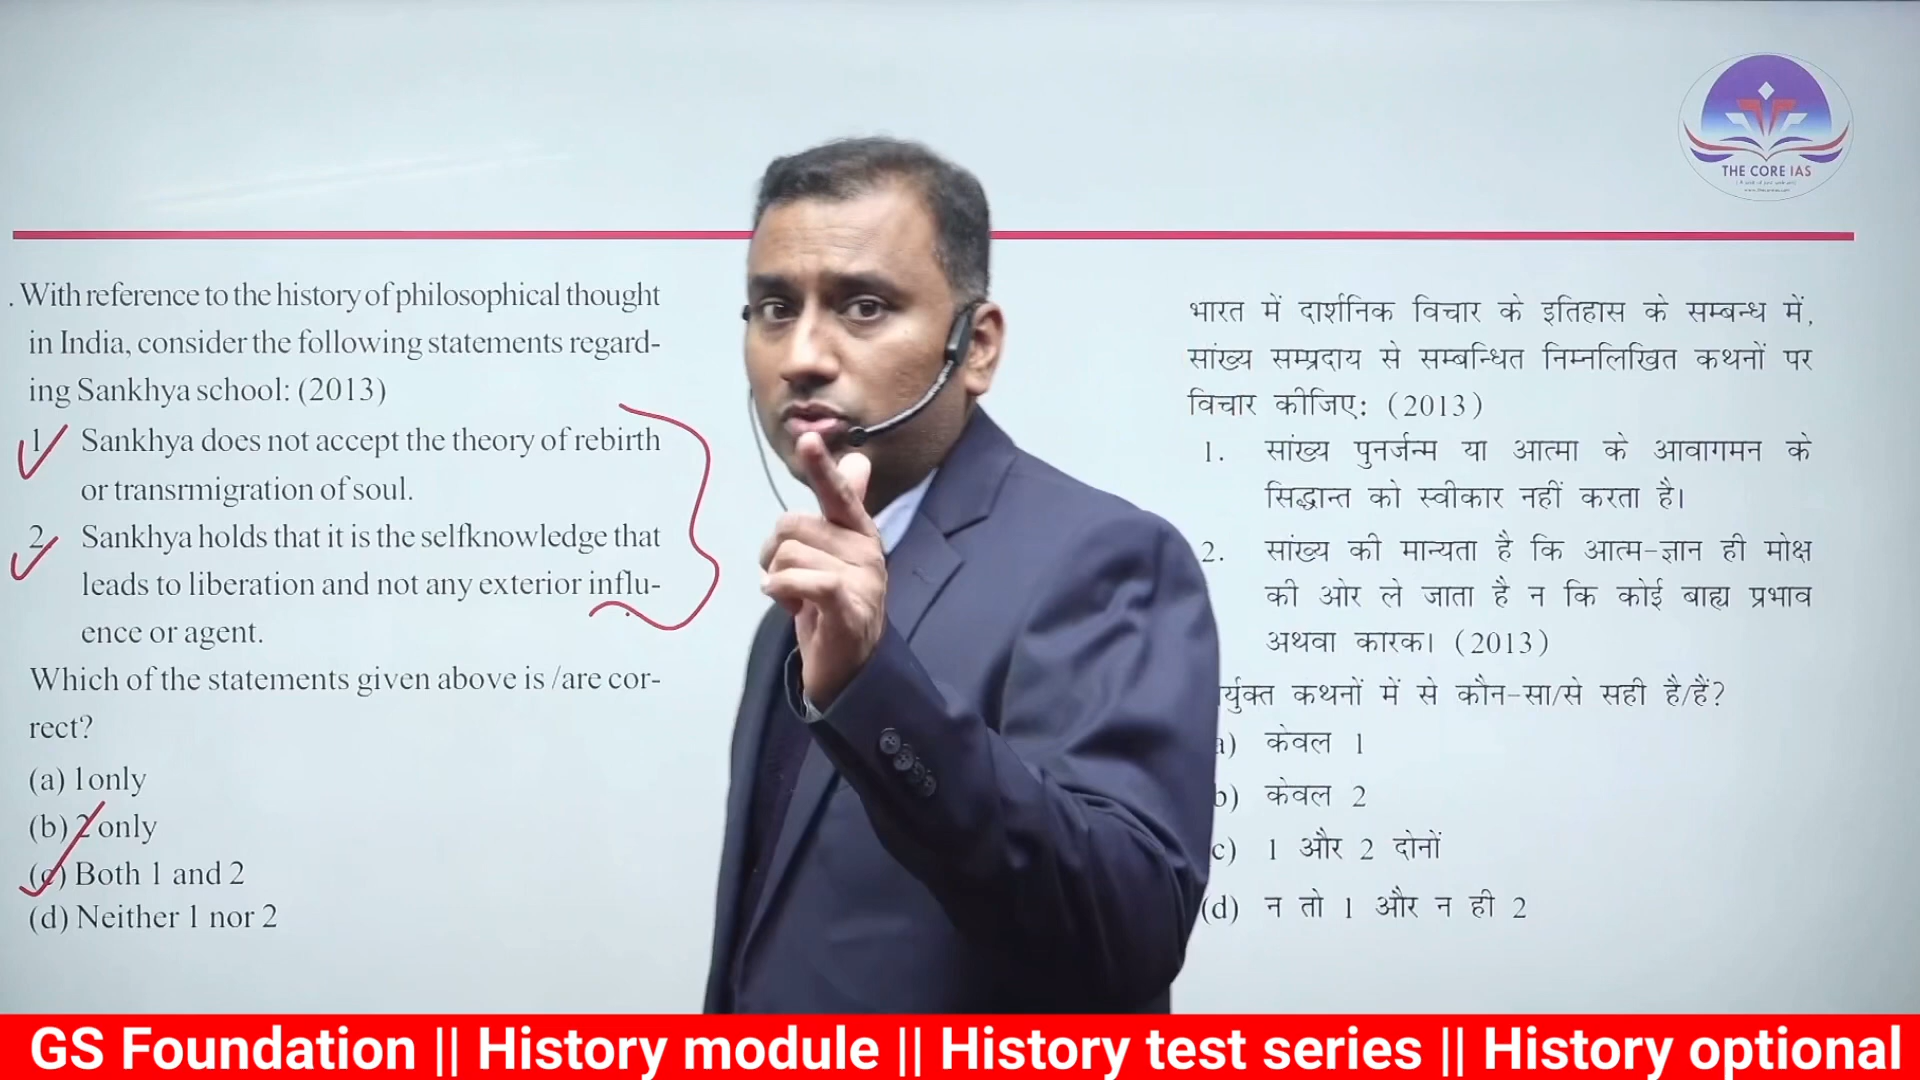 THE CORE IAS
. With reference to the history of philosophical thought
in India, consider the following statements regard-
ing Sankhya school: (2013)
1 Sankhya does not accept the theory of rebirth
or transrmigration of soul.
2 Sankhya holds that it is the selfknowledge that
leads to liberation and not any exterior influ-
ence or agent.
Which of the statements given above is /are cor-
rect?
(a) 1only
(b) 2 only
(c) Both 1 and 2
(d) Neither 1 nor 2
भारत में दार्शनिक विचार के इतिहास के सम्बन्ध में,
सांख्य सम्प्रदाय से सम्बन्धित निम्नलिखित कथनों पर
विचार कीजिए: (2013)
1. सांख्य पुनर्जन्म या आत्मा के आवागमन के
सिद्धान्त को स्वीकार नहीं करता है।
2. सांख्य की मान्यता है कि आत्म-ज्ञान ही मोक्ष
की ओर ले जाता है न कि कोई बाह्य प्रभाव
अथवा कारक। (2013)
र्युक्त कथनों में से कौन-सा/से सही है/हैं?
a) केवल 1
b) केवल 2
c) 1 और 2 दोनों
(d) न तो 1 और न ही 2
GS Foundation || History module || History test series || History optional